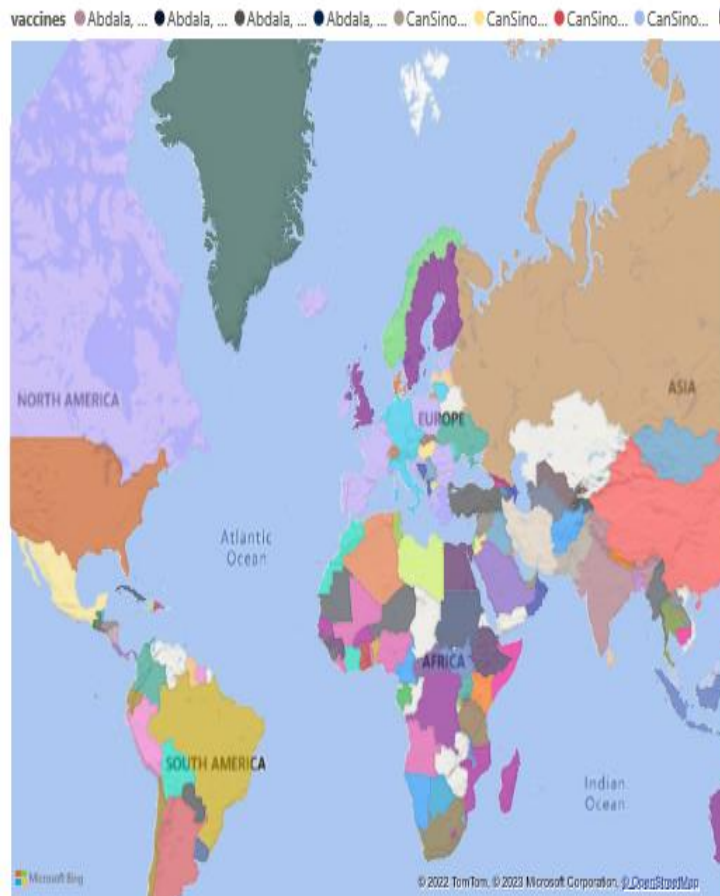 vaccines Abdala, ... Abdala, ... Abdala, ... Abdala, ... CanSino... CanSino... CanSino... CanSino...
NORTH AMERICA
EUROPE
ASIA
Atlantic
Ocean
AFRICA
SOUTH AMERICA
Indian
Ocean
Microsoft Bing
© 2022 TomTom, © 2023 Microsoft Corporation, © OpenStreetMap